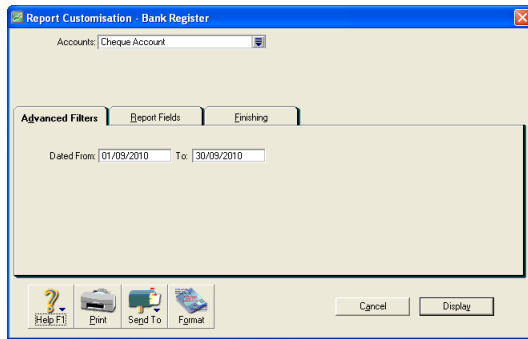 Report Customisation - Bank Register
Accounts: Cheque Account
Advanced Filters Report Fields Finishing
Dated From: 01/09/2010 To: 30/09/2010
Help F1 Print Send To Format Cancel Display